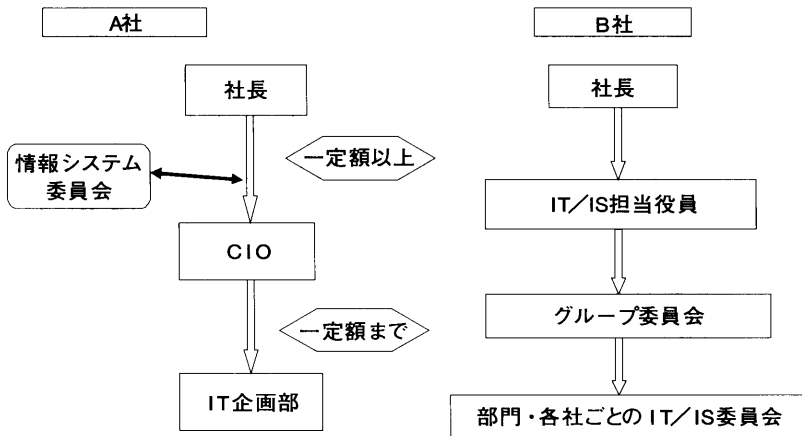 A社
社長
一定額以上
情報システム
委員会
CIO
一定額まで
IT企画部
B社
社長
IT／IS担当役員
グループ委員会
部門・各社ごとのIT／IS委員会